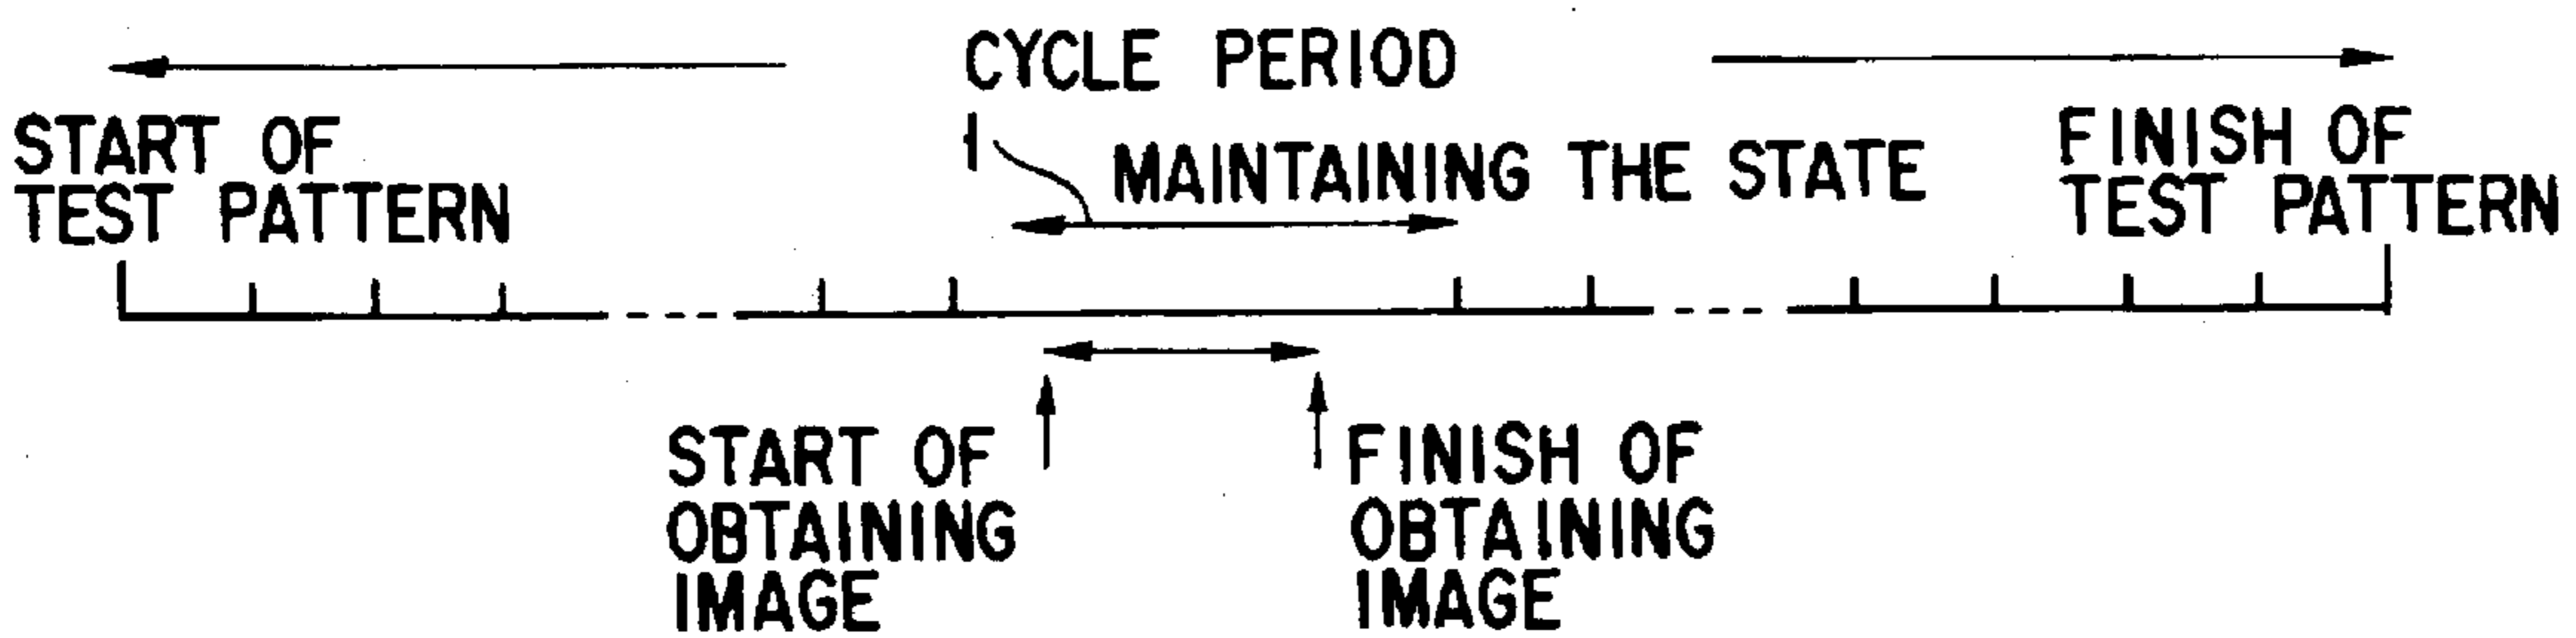 CYCLE PERIOD
START OF
TEST PATTERN
MAINTAINING THE STATE
FINISH OF
TEST PATTERN
START OF
OBTAINING
IMAGE
FINISH OF
OBTAINING
IMAGE